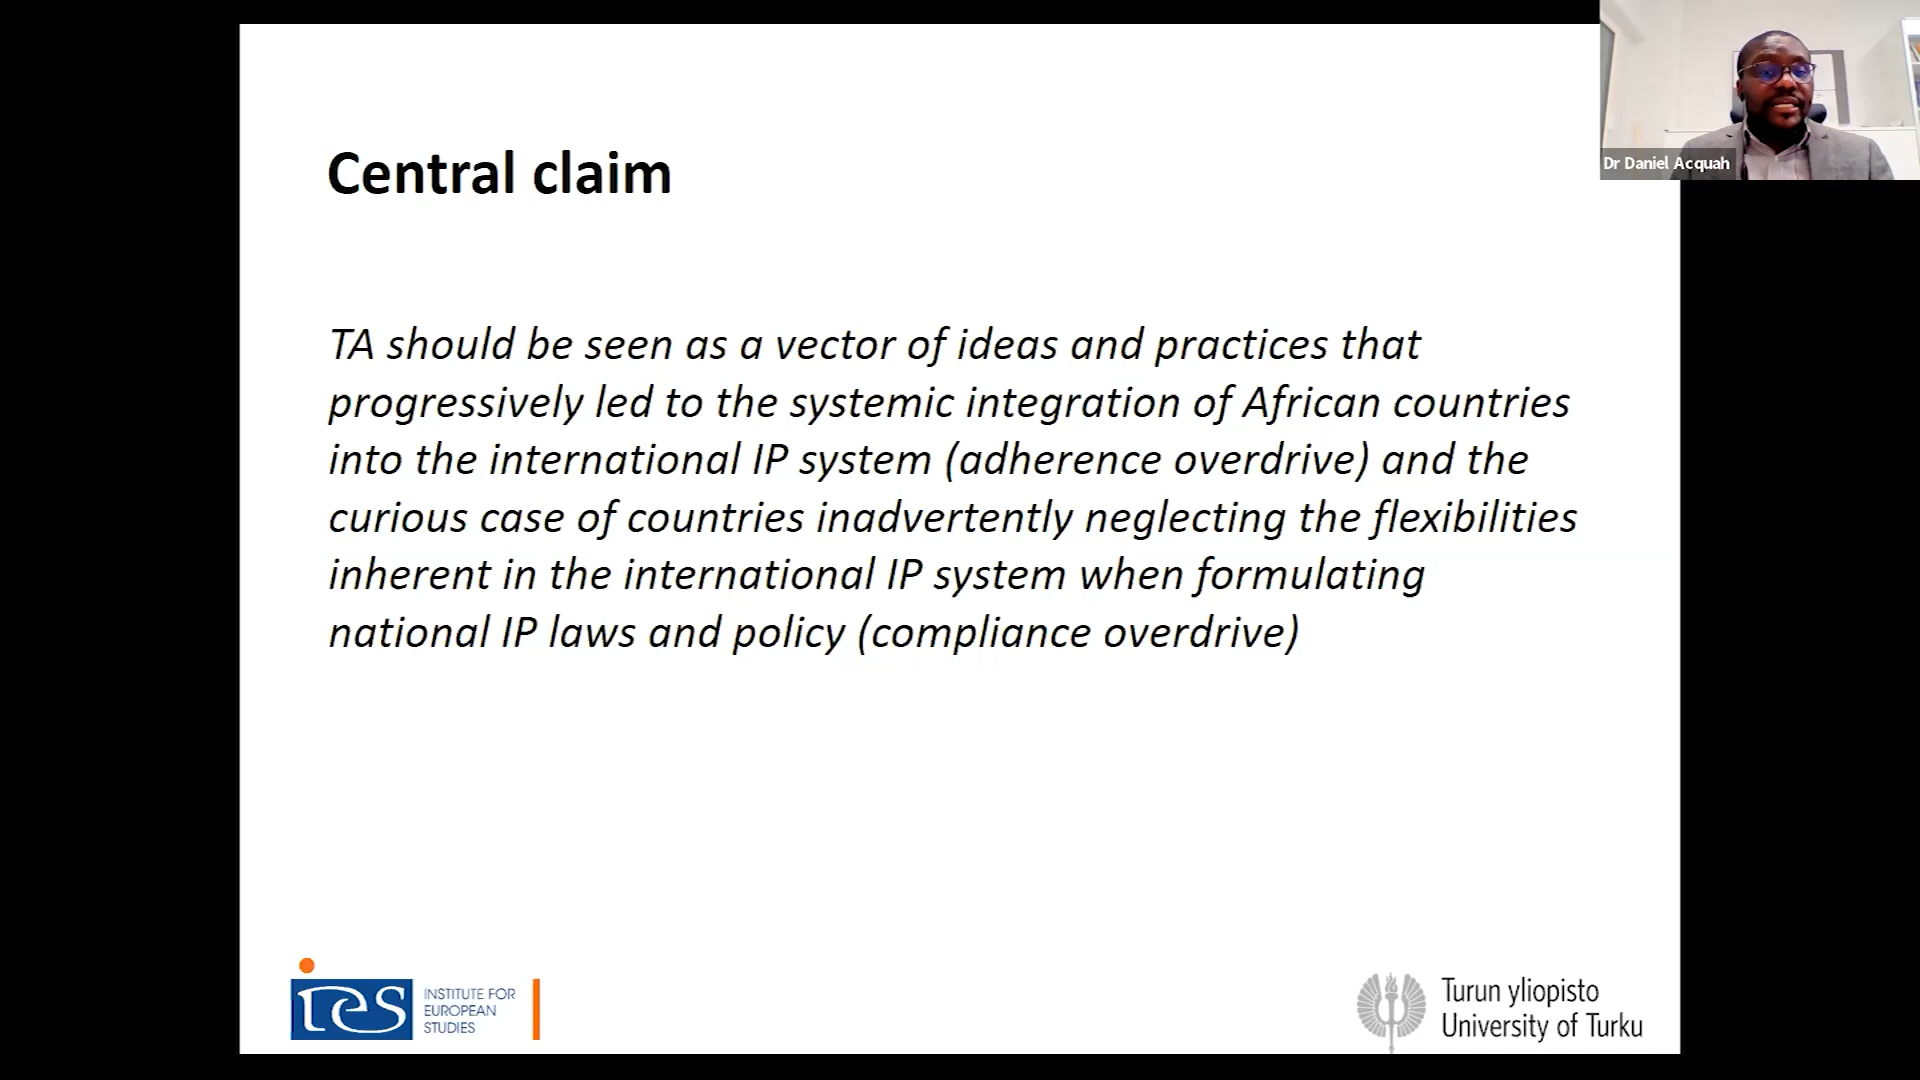 Central claim
TA should be seen as a vector of ideas and practices that
progressively led to the systemic integration of African countries
into the international IP system (adherence overdrive) and the
curious case of countries inadvertently neglecting the flexibilities
inherent in the international IP system when formulating
national IP laws and policy (compliance overdrive)
Dr Daniel Acquah
ies
INSTITUTE FOR
EUROPEAN
STUDIES
Turun yliopisto
University of Turku